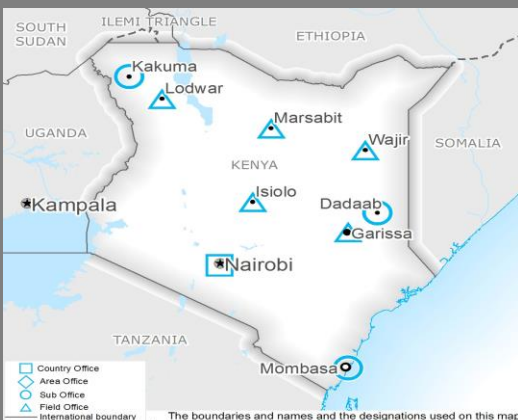 ILEMI TRIANGLE
SOUTH
SUDAN
ETHIOPIA
Kakuma
Lodwar
Marsabit
Wajir
UGANDA
SOMALIA
KENYA
Isiolo
Dadaab
Kampala
Garissa
Nairobi
TANZANIA
Mombasa
Country Office
Area Office
Sub Office
Field Office
International boundary
The boundaries and names and the designations used on this map